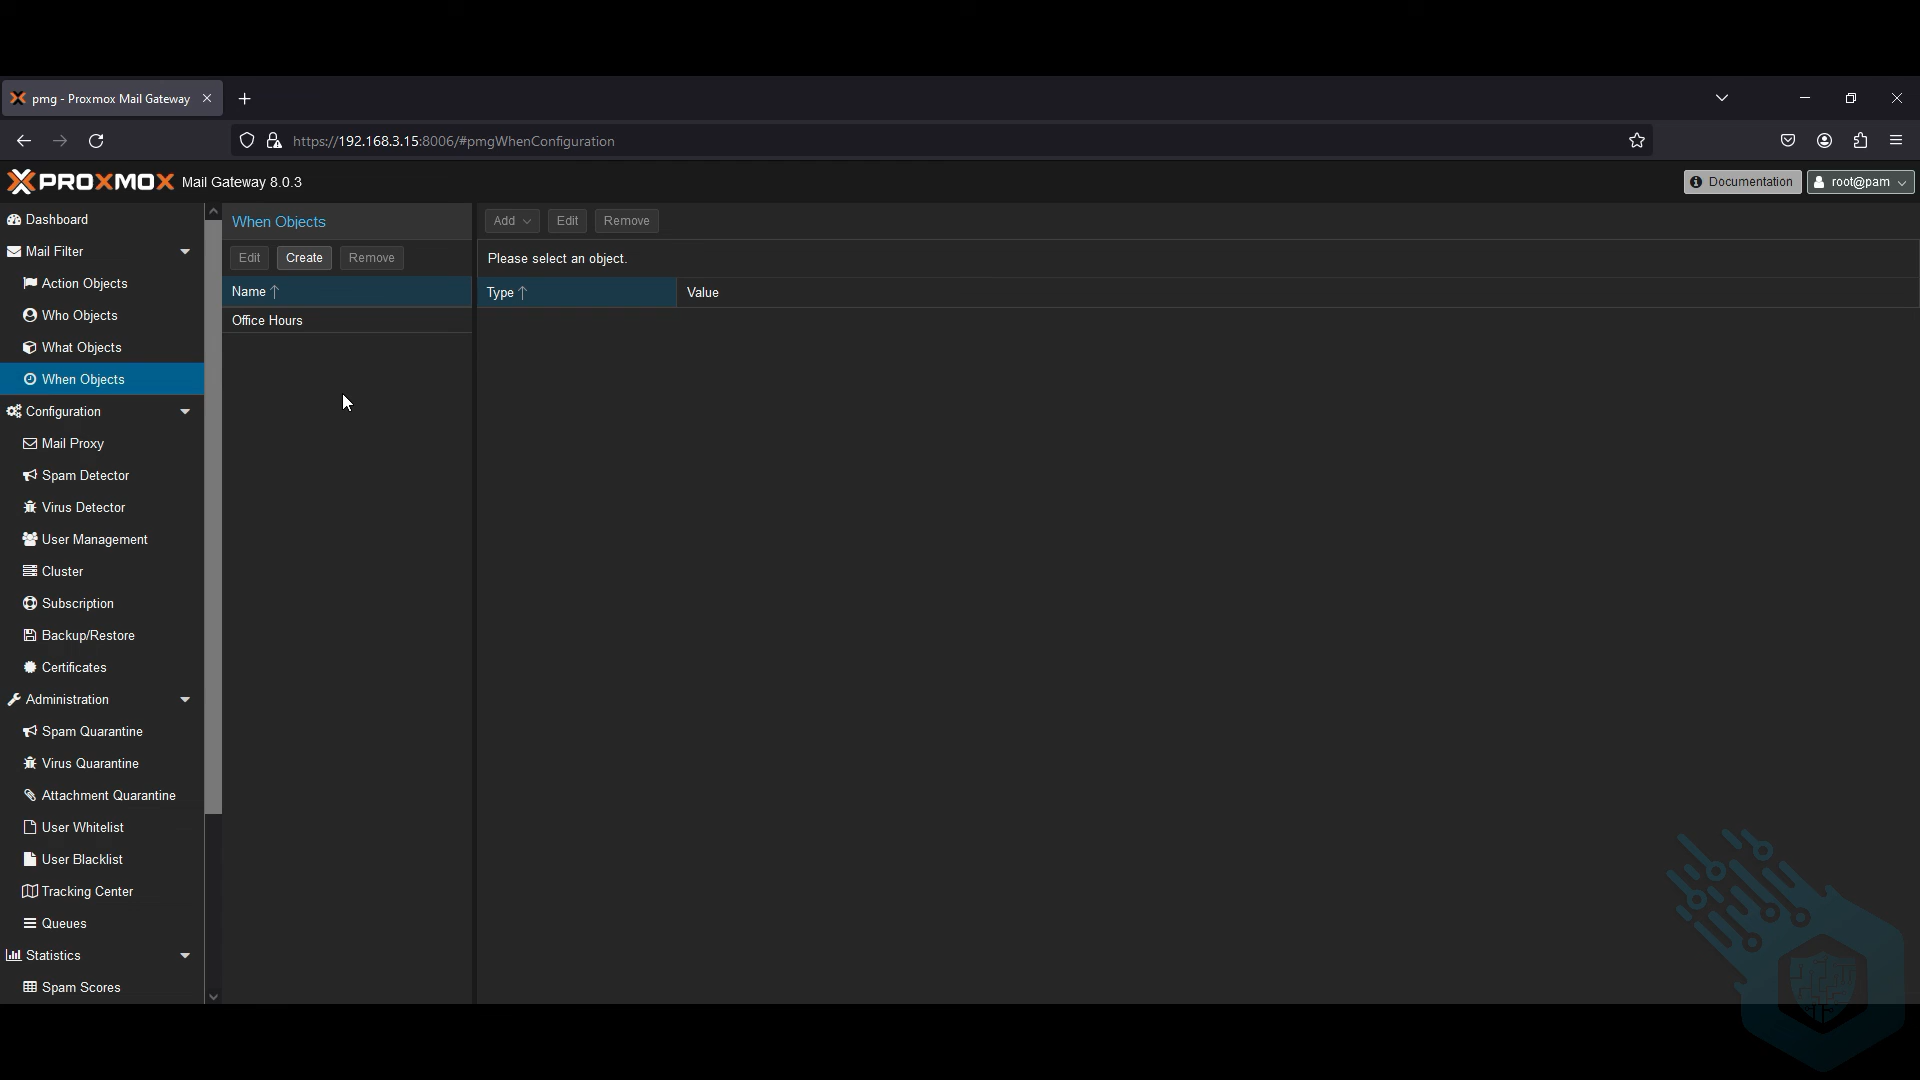 pmg - Proxmox Mail Gateway
https://192.168.3.15:8006/#pmgWhenConfiguration
PROXMOX Mail Gateway 8.0.3
Documentation
root@pam
Dashboard
Mail Filter
Action Objects
Who Objects
What Objects
When Objects
Configuration
Mail Proxy
Spam Detector
Virus Detector
User Management
Cluster
Subscription
Backup/Restore
Certificates
Administration
Spam Quarantine
Virus Quarantine
Attachment Quarantine
User Whitelist
User Blacklist
Tracking Center
Queues
Statistics
Spam Scores
When Objects
Edit Create Remove
Name
Office Hours
Add Edit Remove
Please select an object.
Type Value